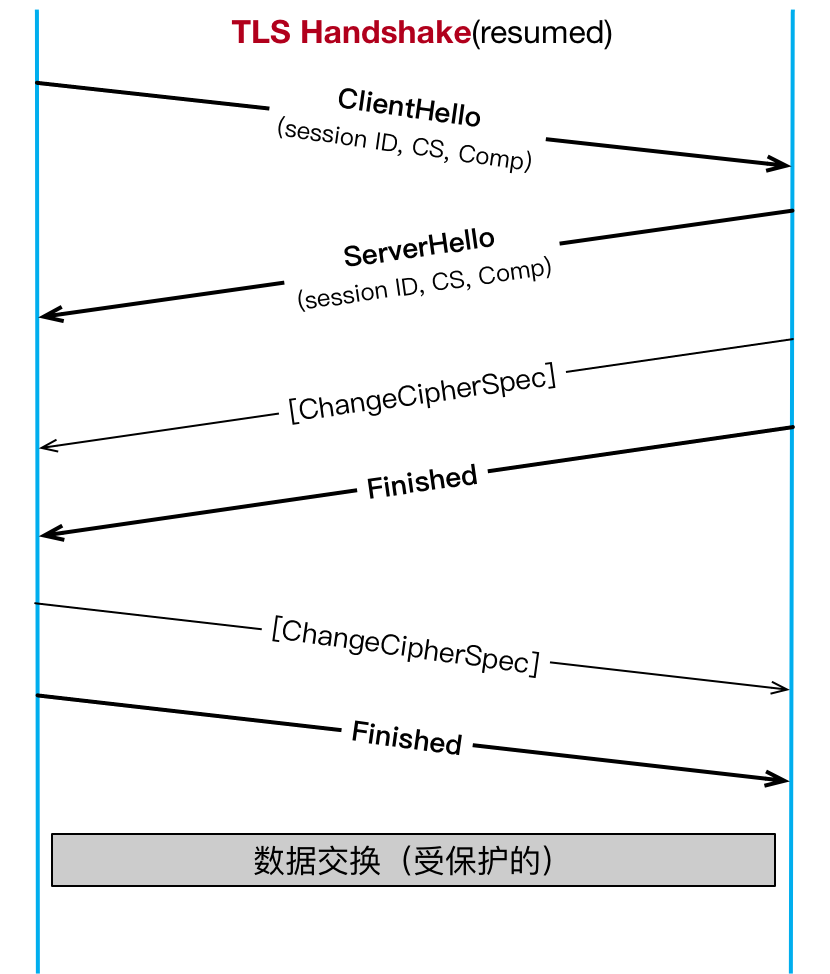 TLS Handshake(resumed)
ClientHello
(session ID, CS, Comp)
ServerHello
(session ID, CS, Comp)
[ChangeCipherSpec]
Finished
[ChangeCipherSpec]
Finished
数据交换（受保护的）